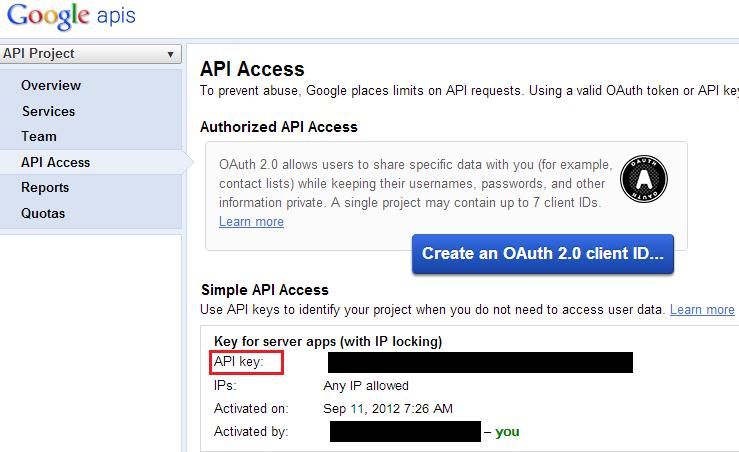 Google apis
API Project
Overview
Services
Team
API Access
Reports
Quotas
API Access
To prevent abuse, Google places limits on API requests. Using a valid OAuth token or API key
Authorized API Access
OAuth 2.0 allows users to share specific data with you (for example,
contact lists) while keeping their usernames, passwords, and other
information private. A single project may contain up to 7 client IDs.
Learn more
OAUTH
A
OAUTH
Create an OAuth 2.0 client ID...
Simple API Access
Use API keys to identify your project when you do not need to access user data. Learn more
Key for server apps (with IP locking)
API key:
IPs: Any IP allowed
Activated on: Sep 11, 2012 7:26 AM
Activated by: – you